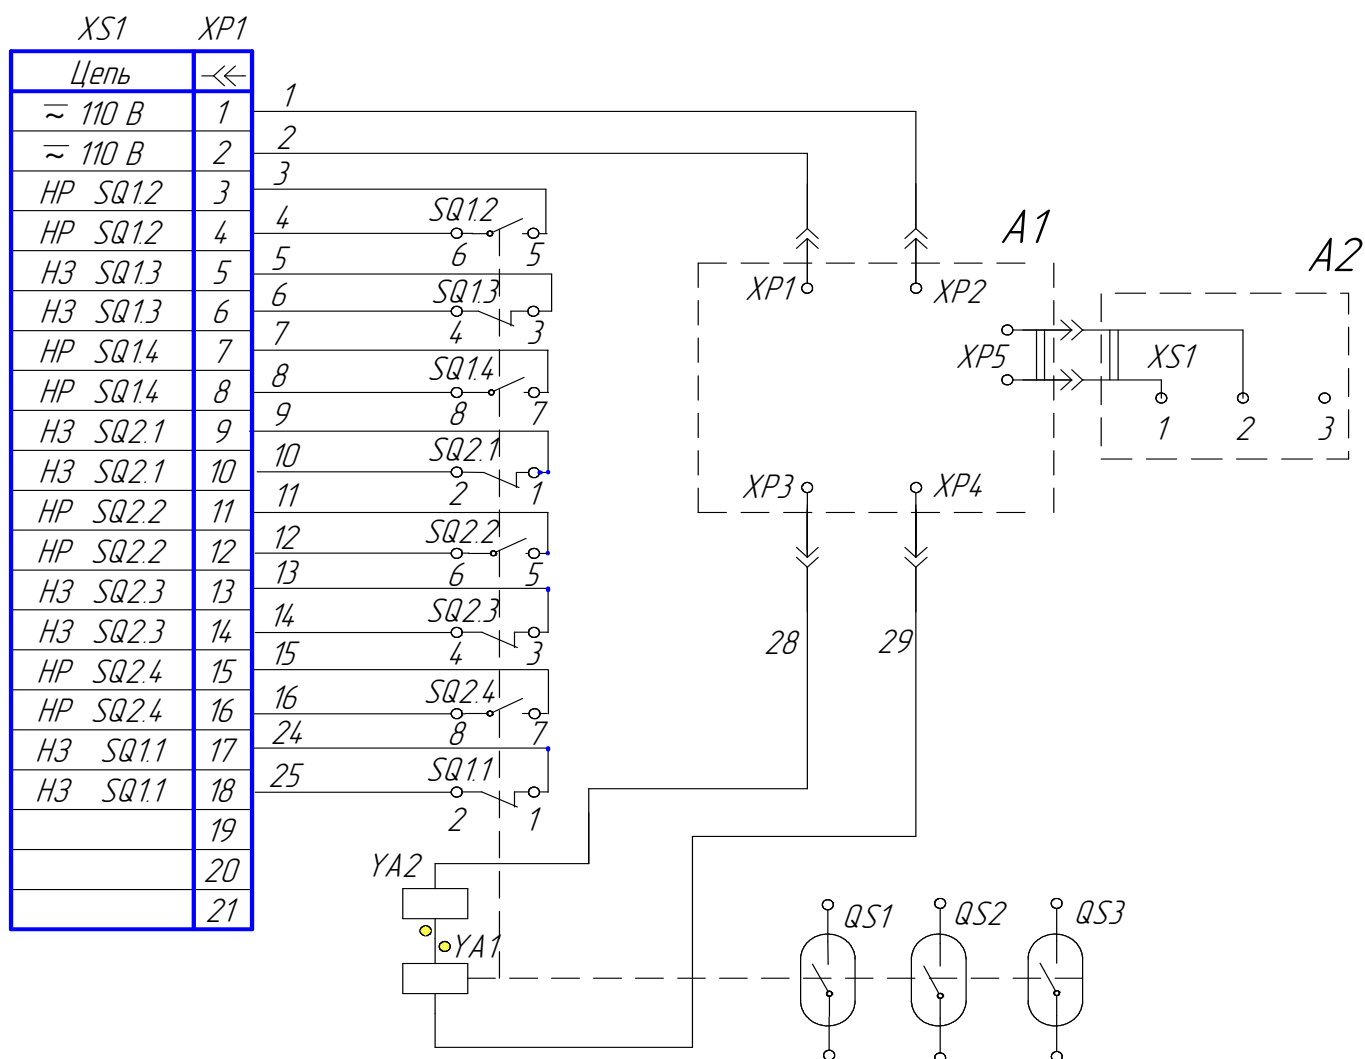 XS1 XP1
Цепь
110 В 1
110 В 2
НР SQ1.2 3
НР SQ1.2 4
НЗ SQ1.3 5
НЗ SQ1.3 6
НР SQ1.4 7
НР SQ1.4 8
НЗ SQ2.1 9
НЗ SQ2.1 10
НР SQ2.2 11
НР SQ2.2 12
НЗ SQ2.3 13
НЗ SQ2.3 14
НР SQ2.4 15
НР SQ2.4 16
НЗ SQ1.1 17
НЗ SQ1.1 18
19
20
21
1
2
3
4 SQ1.2
6 5
5
6 SQ1.3
4 3
7
8 SQ1.4
8 7
9
10 SQ2.1
2 1
11
12 SQ2.2
6 5
13
14 SQ2.3
4 3
15
16 SQ2.4
8 7
24
25 SQ1.1
2 1
A1
XP1 XP2
XP5
XP3 XP4
A2
XS1
1 2 3
28 29
YA2
YA1
QS1 QS2 QS3